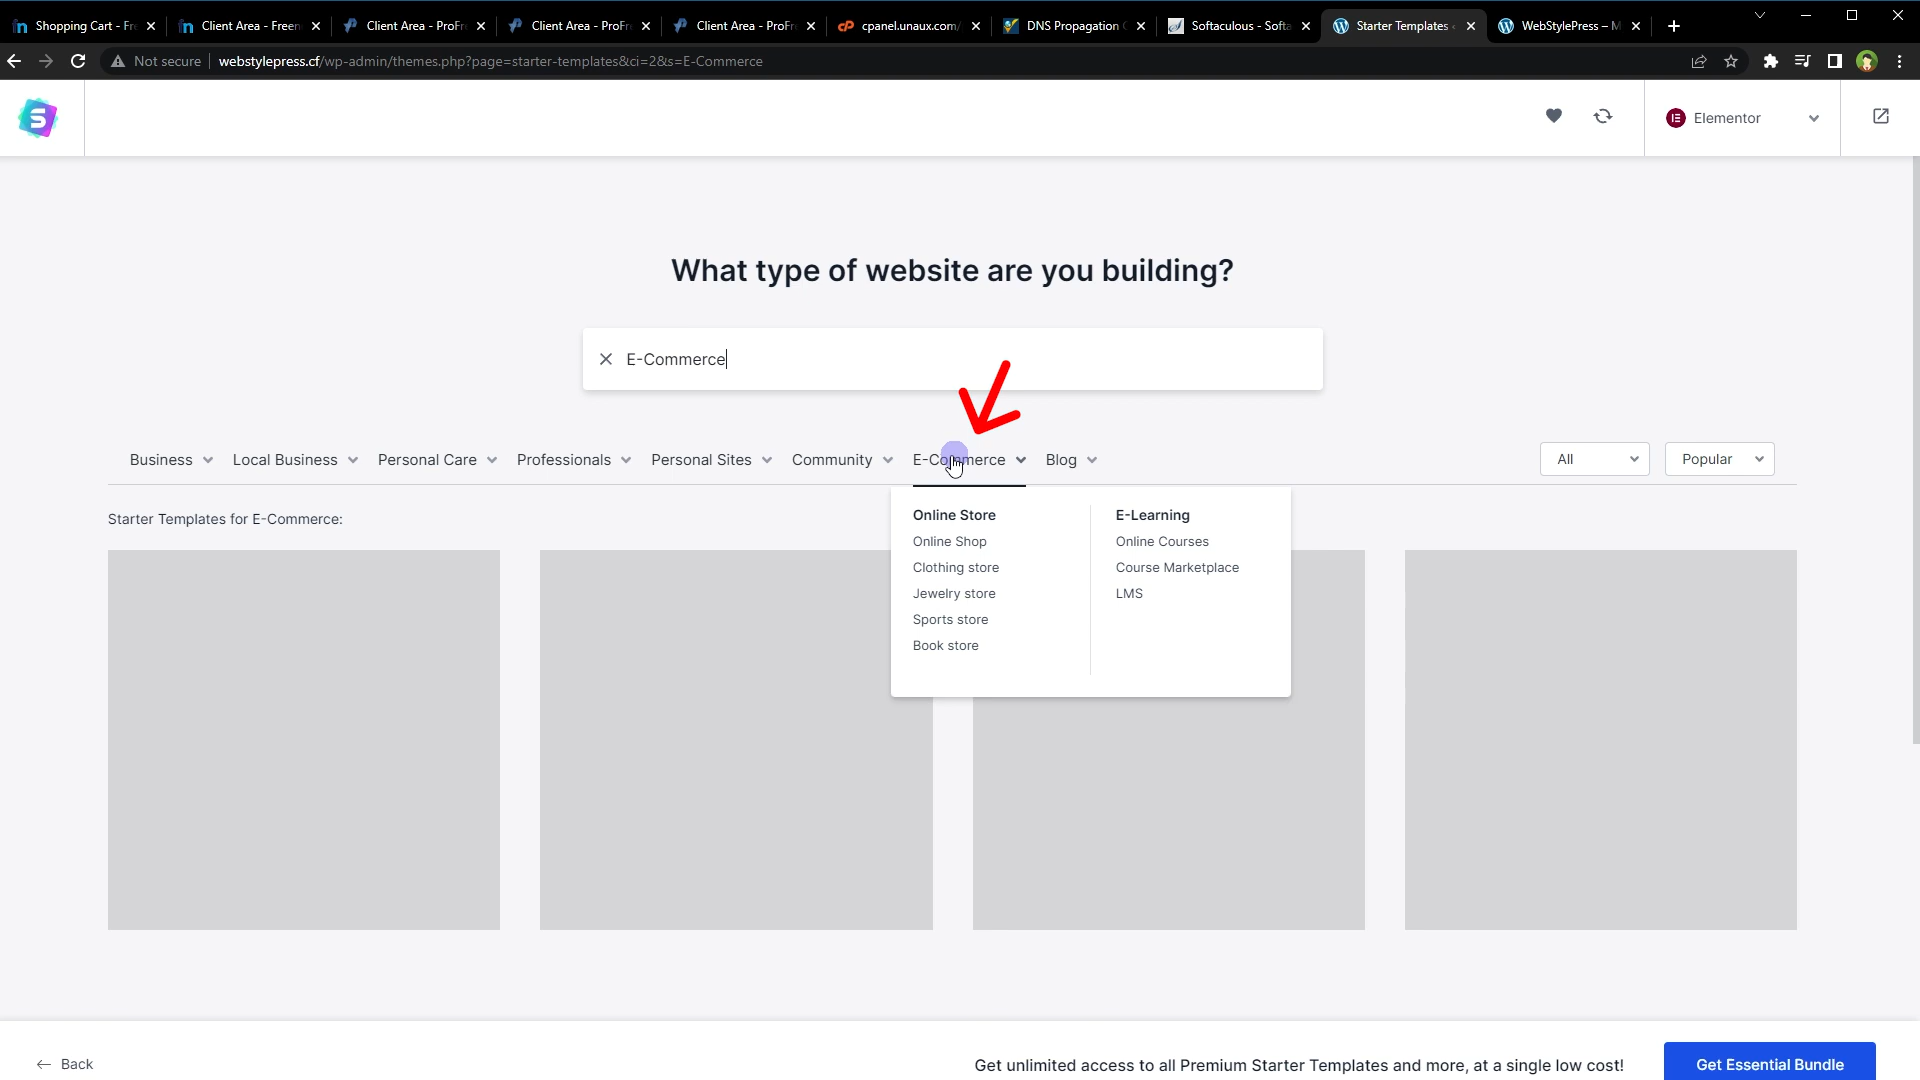 Shopping Cart - Fre
Client Area - Freen
Client Area - ProFr
Client Area - ProFr
Client Area - ProFr
cpanel.unaux.com/
DNS Propagation C
Softaculous - Softa
Starter Templates ‹
WebStylePress – M
Not secure
webstylepress.cf/wp-admin/themes.php?page=starter-templates&ci=2&s=E-Commerce
Elementor
What type of website are you building?
E-Commerce
Business
Local Business
Personal Care
Professionals
Personal Sites
Community
E-Commerce
Blog
All
Popular
Starter Templates for E-Commerce:
Online Store
Online Shop
Clothing store
Jewelry store
Sports store
Book store
E-Learning
Online Courses
Course Marketplace
LMS
Back
Get unlimited access to all Premium Starter Templates and more, at a single low cost!
Get Essential Bundle